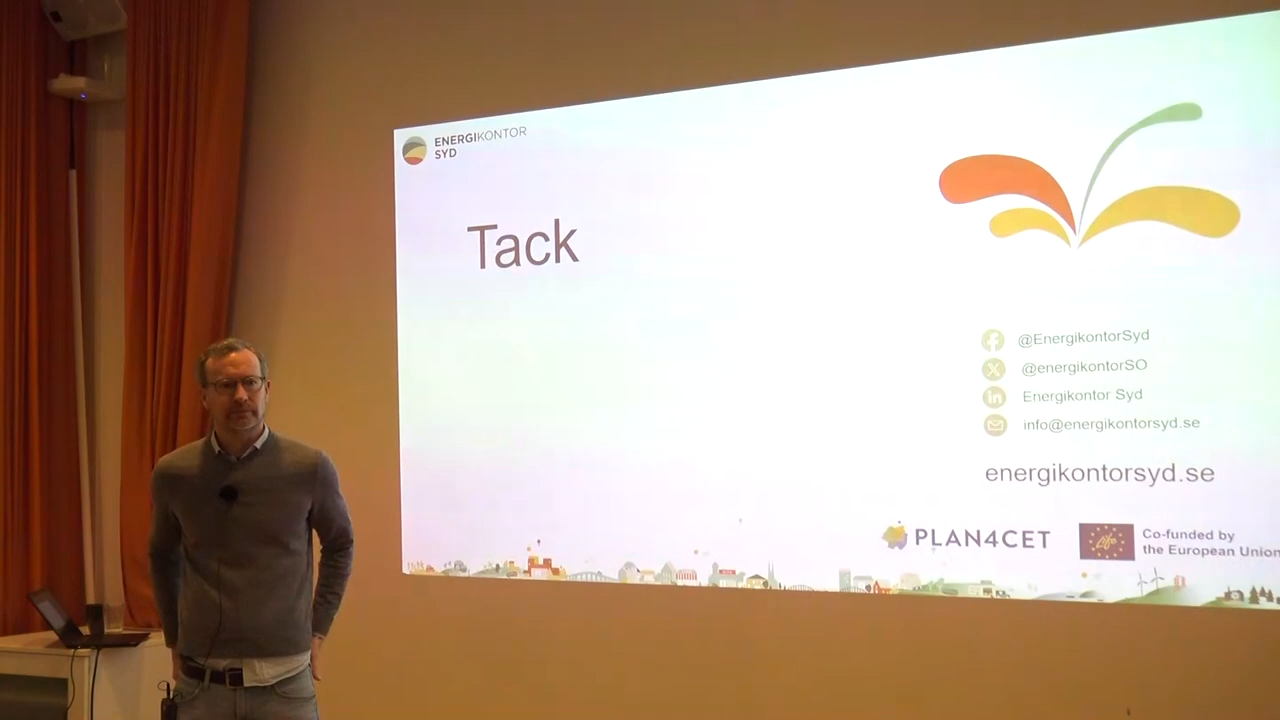 ENERGIKONTOR
SYD
Tack
@EnergikontorSyd
@energikontorSO
Energikontor Syd
info@energikontorsyd.se
energikontorsyd.se
PLAN4CET
Co-funded by
the European Union